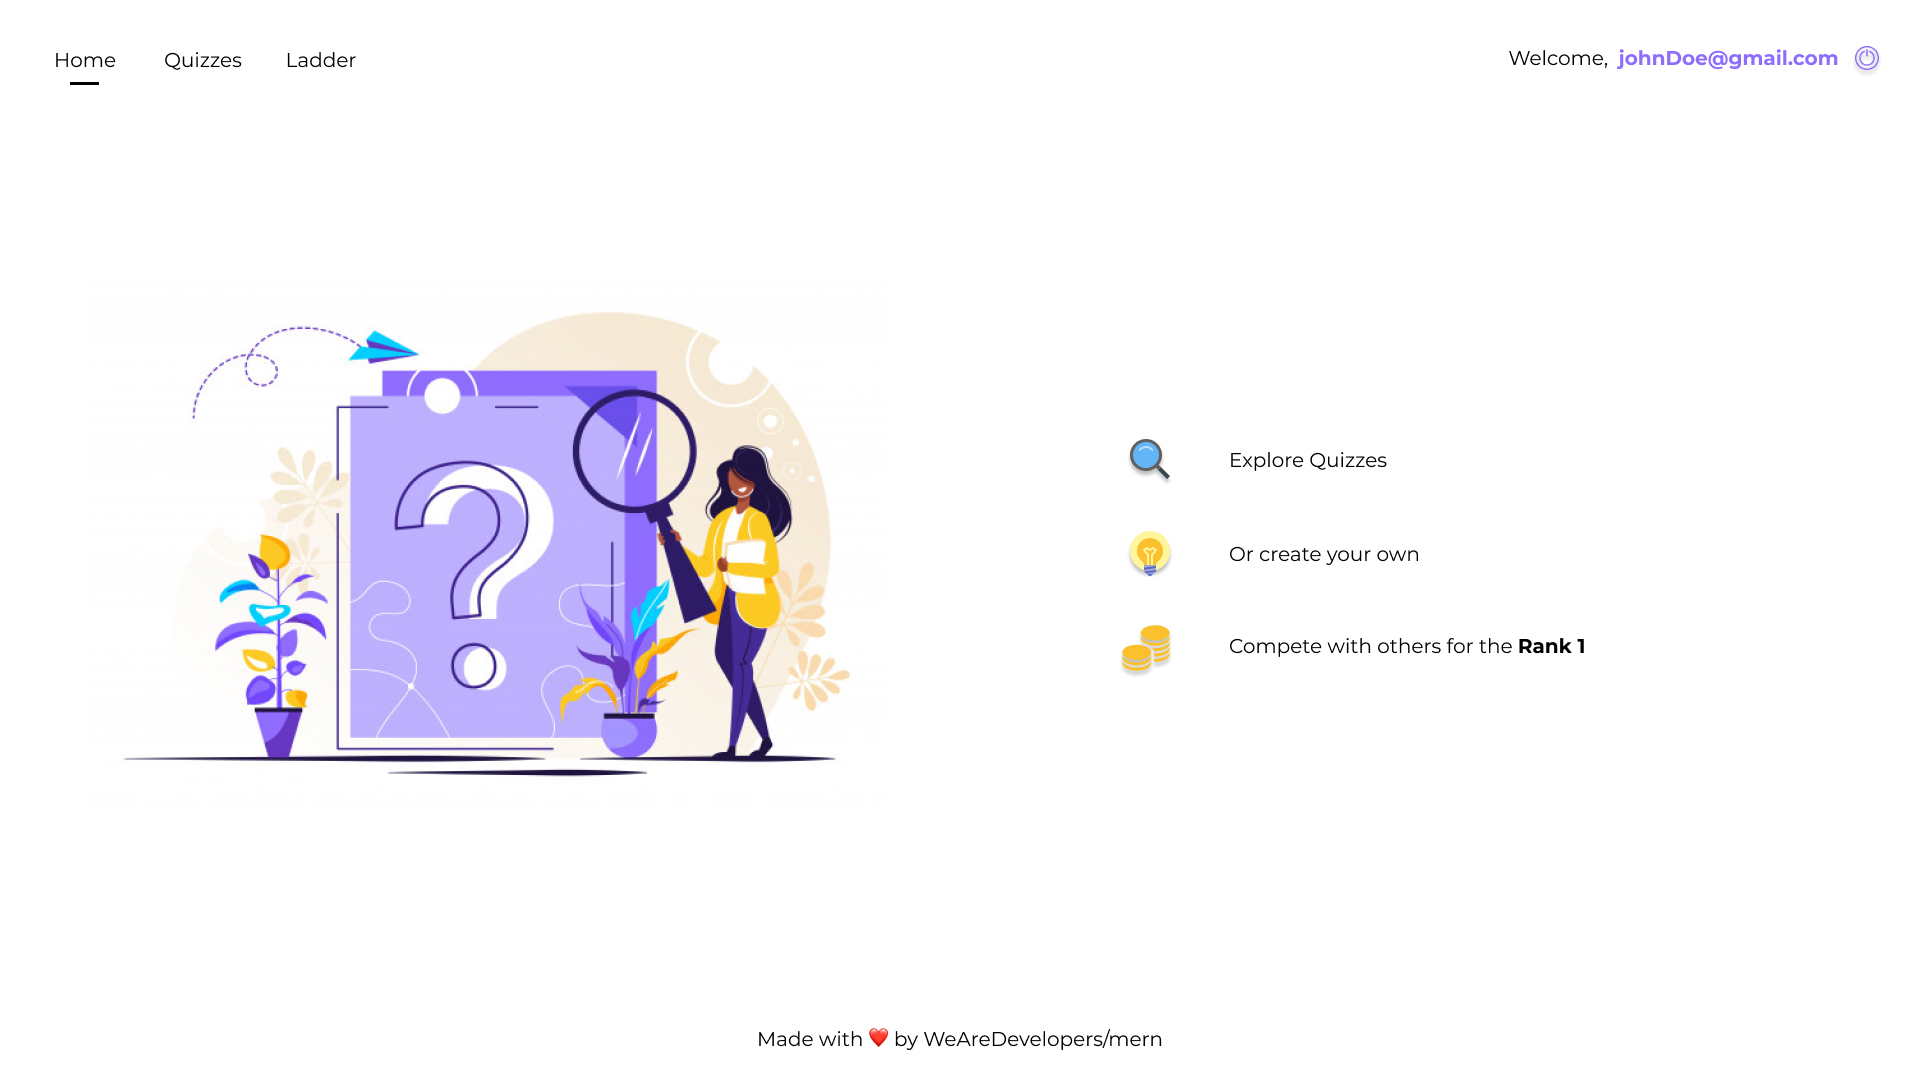 Home Quizzes Ladder
Welcome, johnDoe@gmail.com
?
Explore Quizzes
Or create your own
Compete with others for the Rank 1
Made with ❤️ by WeAreDevelopers/mern